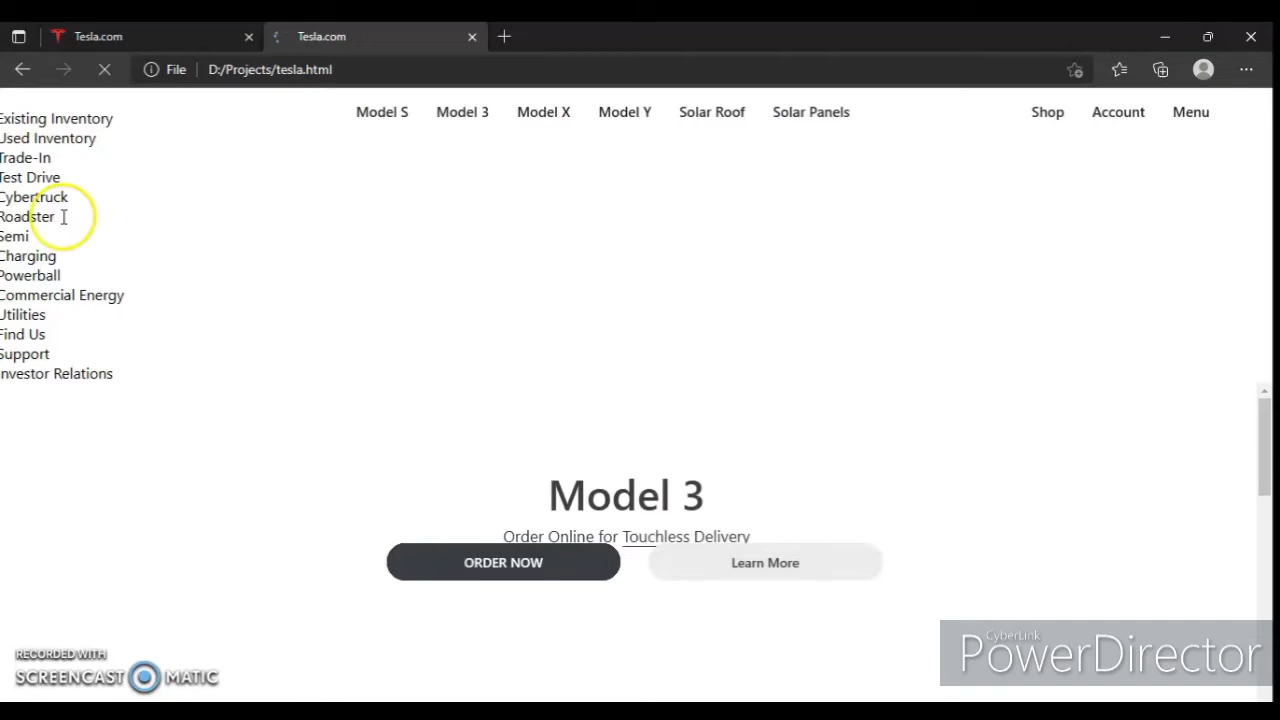 Tesla.com
Tesla.com
File D:/Projects/tesla.html
Model S Model 3 Model X Model Y Solar Roof Solar Panels Shop Account Menu
Existing Inventory
Used Inventory
Trade-In
Test Drive
Cybertruck
Roadster
Semi
Charging
Powerball
Commercial Energy
Utilities
Find Us
Support
Investor Relations
Model 3
Order Online for Touchless Delivery
ORDER NOW Learn More
RECORDED WITH
SCREENCAST MATIC
CyberLink
PowerDirector